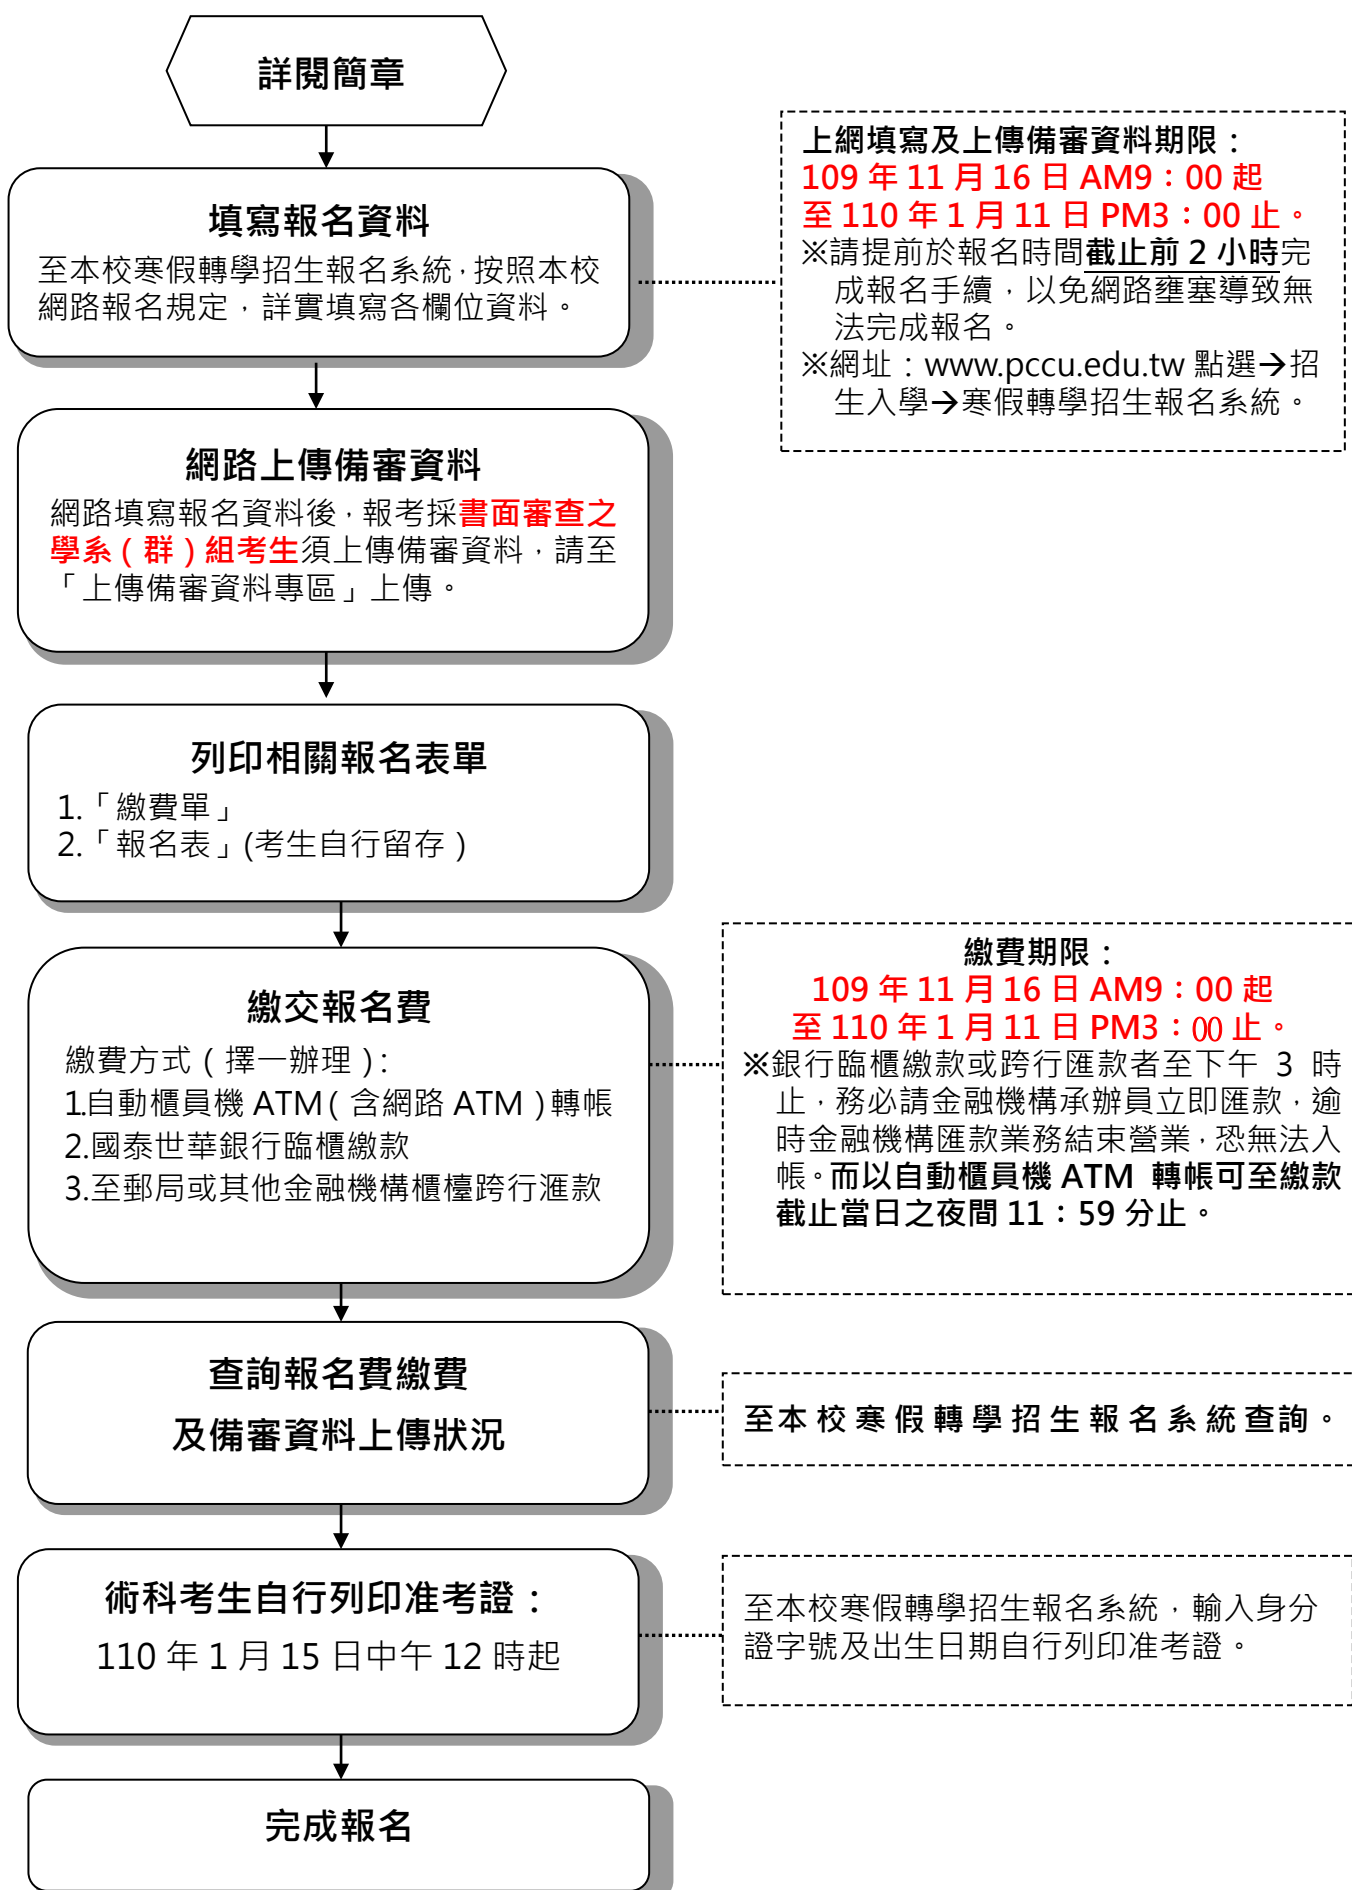 詳閱簡章
填寫報名資料
至本校寒假轉學招生報名系統，按照本校
網路報名規定，詳實填寫各欄位資料。
上網填寫及上傳備審資料期限：
109 年 11 月 16 日 AM9：00 起
至 110 年 1 月 11 日 PM3：00 止。
※請提前於報名時間截止前 2 小時完
成報名手續，以免網路壅塞導致無
法完成報名。
※網址：www.pccu.edu.tw 點選→招
生入學→寒假轉學招生報名系統。
網路上傳備審資料
網路填寫報名資料後，報考採書面審查之
學系（群）組考生須上傳備審資料，請至
「上傳備審資料專區」上傳。
列印相關報名表單
1.「繳費單」
2.「報名表」(考生自行留存）
繳交報名費
繳費方式（擇一辦理）：
1.自動櫃員機 ATM（含網路 ATM）轉帳
2.國泰世華銀行臨櫃繳款
3.至郵局或其他金融機構櫃檯跨行滙款
繳費期限：
109 年 11 月 16 日 AM9：00 起
至 110 年 1 月 11 日 PM3：00 止。
※銀行臨櫃繳款或跨行匯款者至下午 3 時
止，務必請金融機構承辦員立即匯款，逾
時金融機構匯款業務結束營業，恐無法入
帳。而以自動櫃員機 ATM 轉帳可至繳款
截止當日之夜間 11：59 分止。
查詢報名費繳費
及備審資料上傳狀況
至本校寒假轉學招生報名系統查詢。
術科考生自行列印准考證：
110 年 1 月 15 日中午 12 時起
至本校寒假轉學招生報名系統，輸入身分
證字號及出生日期自行列印准考證。
完成報名